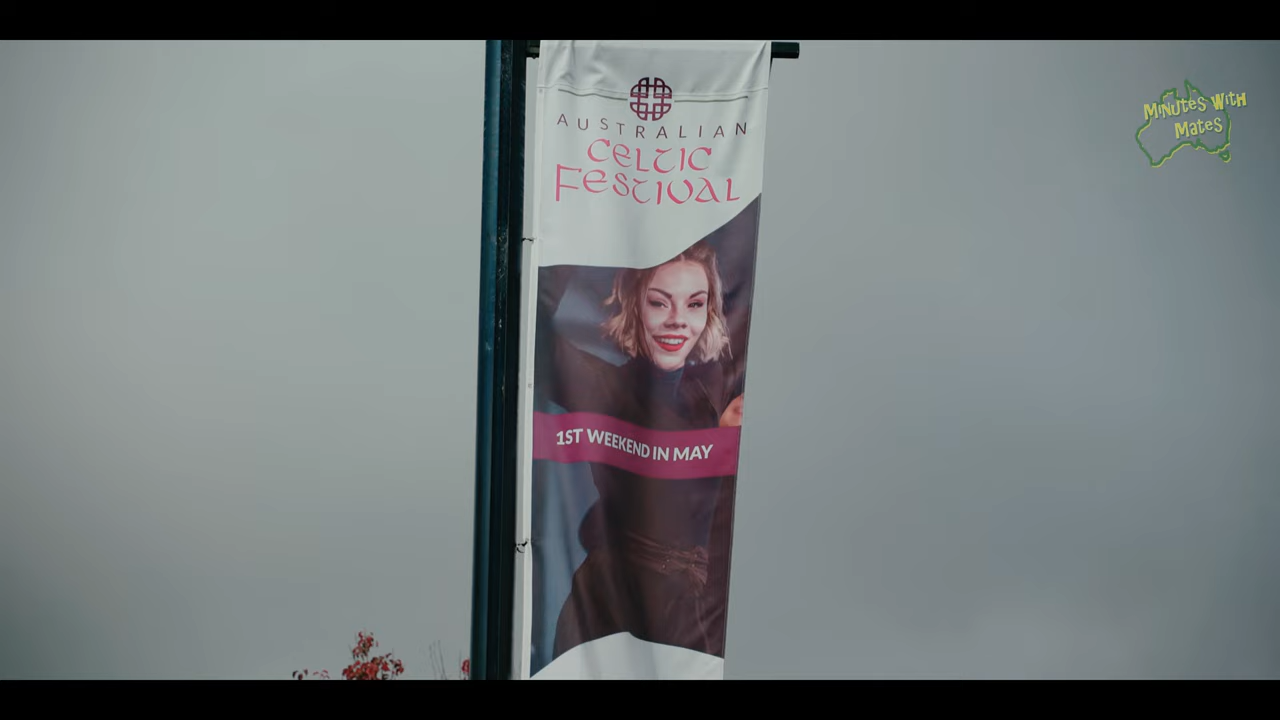 AUSTRALIAN
CELTIC
FESTIVAL
1ST WEEKEND IN MAY
MINUTES WITH
MATES